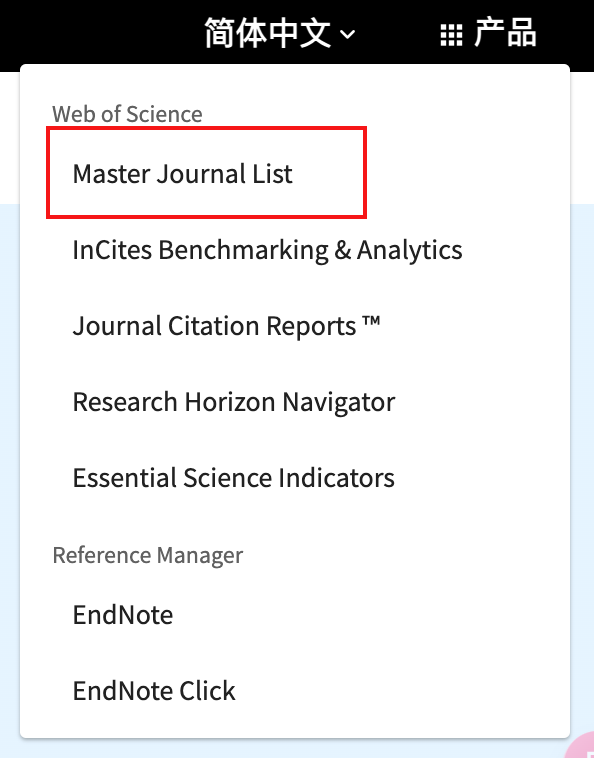 简体中文 产品
Web of Science
Master Journal List
InCites Benchmarking & Analytics
Journal Citation Reports ™
Research Horizon Navigator
Essential Science Indicators
Reference Manager
EndNote
EndNote Click